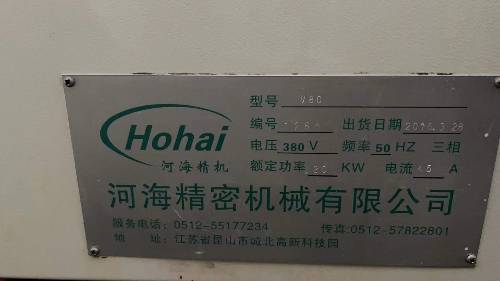 型号 V80
Hohai
河海精机
编号 出货日期
电压 380 V 频率 50 HZ 三相
额定功率 KW 电流 A
河海精密机械有限公司
服务电话: 0512-55177234 传真:0512-57822801
地 址: 江苏省昆山市城北高新科技园